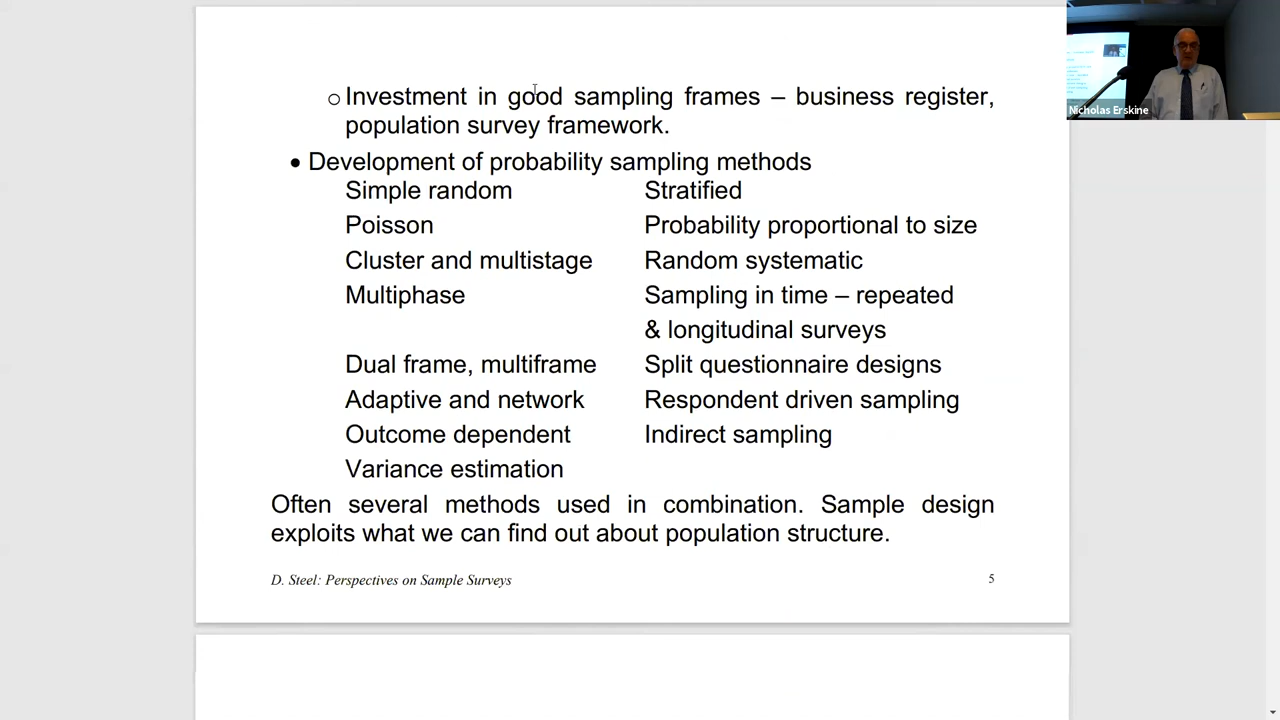 ○ Investment in good sampling frames – business register,
population survey framework.
• Development of probability sampling methods
Simple random Stratified
Poisson Probability proportional to size
Cluster and multistage Random systematic
Multiphase Sampling in time – repeated
& longitudinal surveys
Dual frame, multiframe Split questionnaire designs
Adaptive and network Respondent driven sampling
Outcome dependent Indirect sampling
Variance estimation
Often several methods used in combination. Sample design
exploits what we can find out about population structure.
D. Steel: Perspectives on Sample Surveys 5
Nicholas Erskine